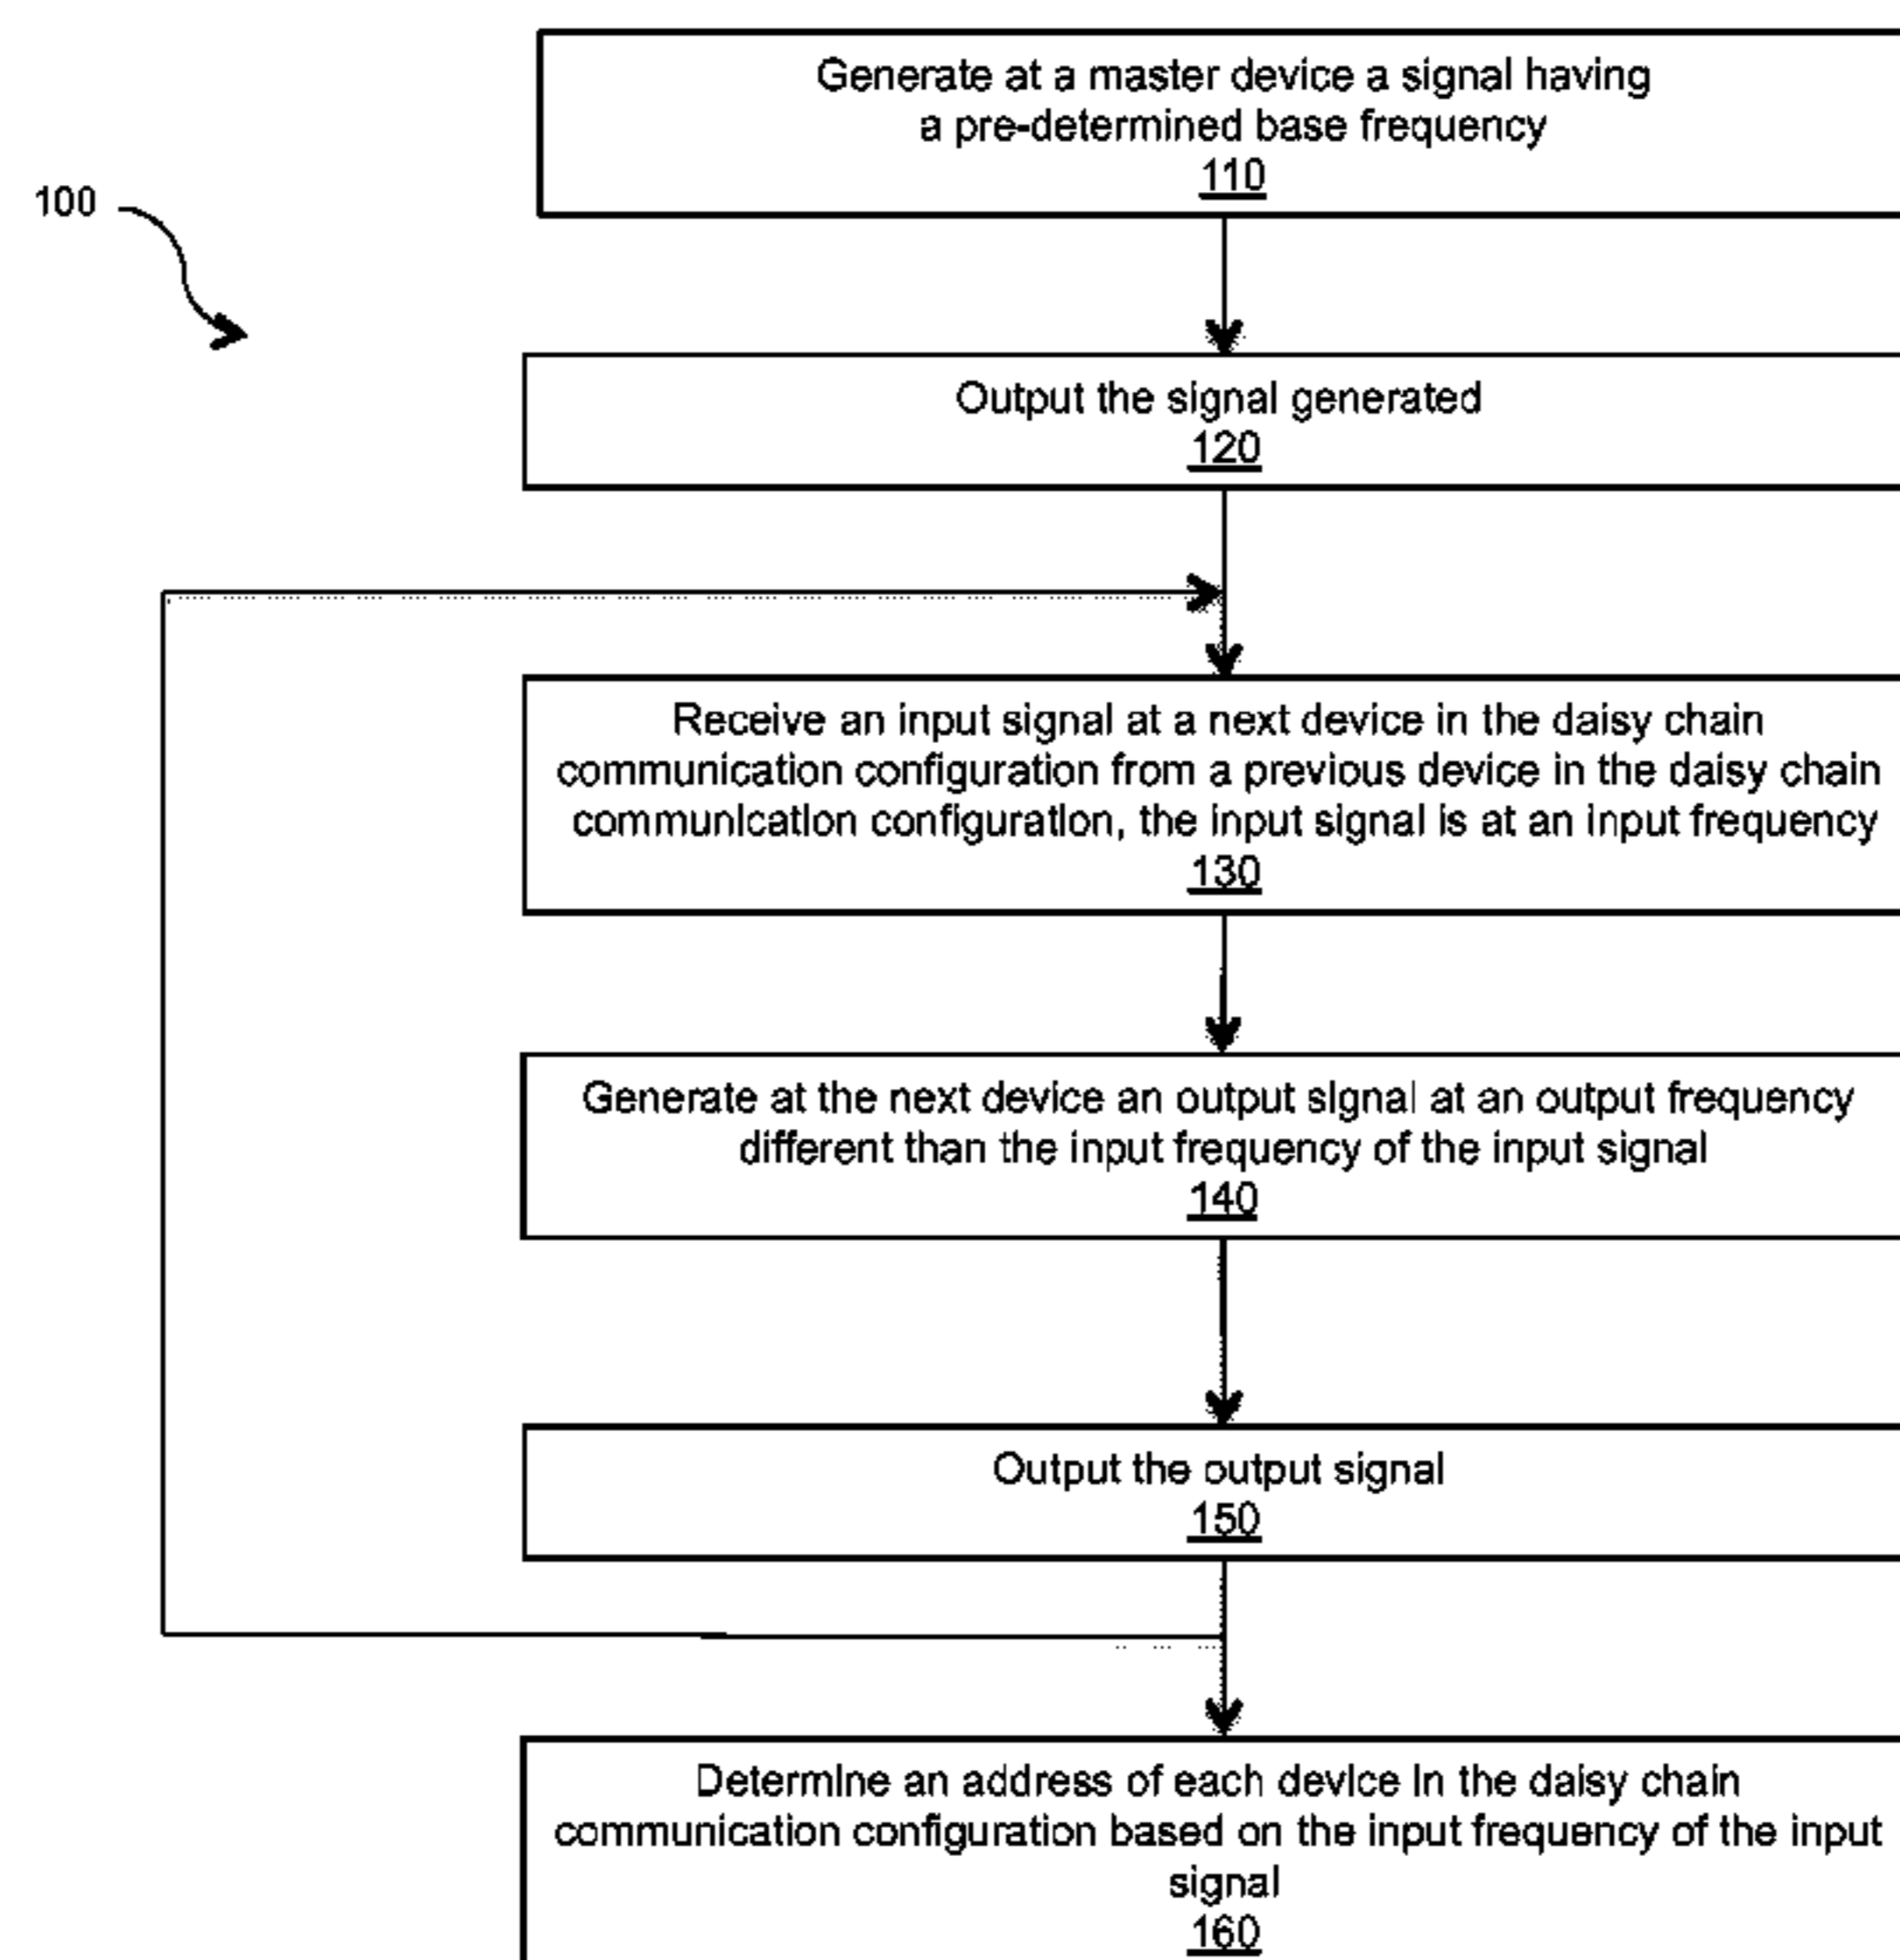 Generate at a master device a signal having
a pre-determined base frequency
110
100
Output the signal generated
120
Receive an input signal at a next device in the daisy chain
communication configuration from a previous device in the daisy chain
communication configuration, the input signal is at an input frequency
130
Generate at the next device an output signal at an output frequency
different than the input frequency of the input signal
140
Output the output signal
150
Determine an address of each device in the daisy chain
communication configuration based on the input frequency of the input
signal
160